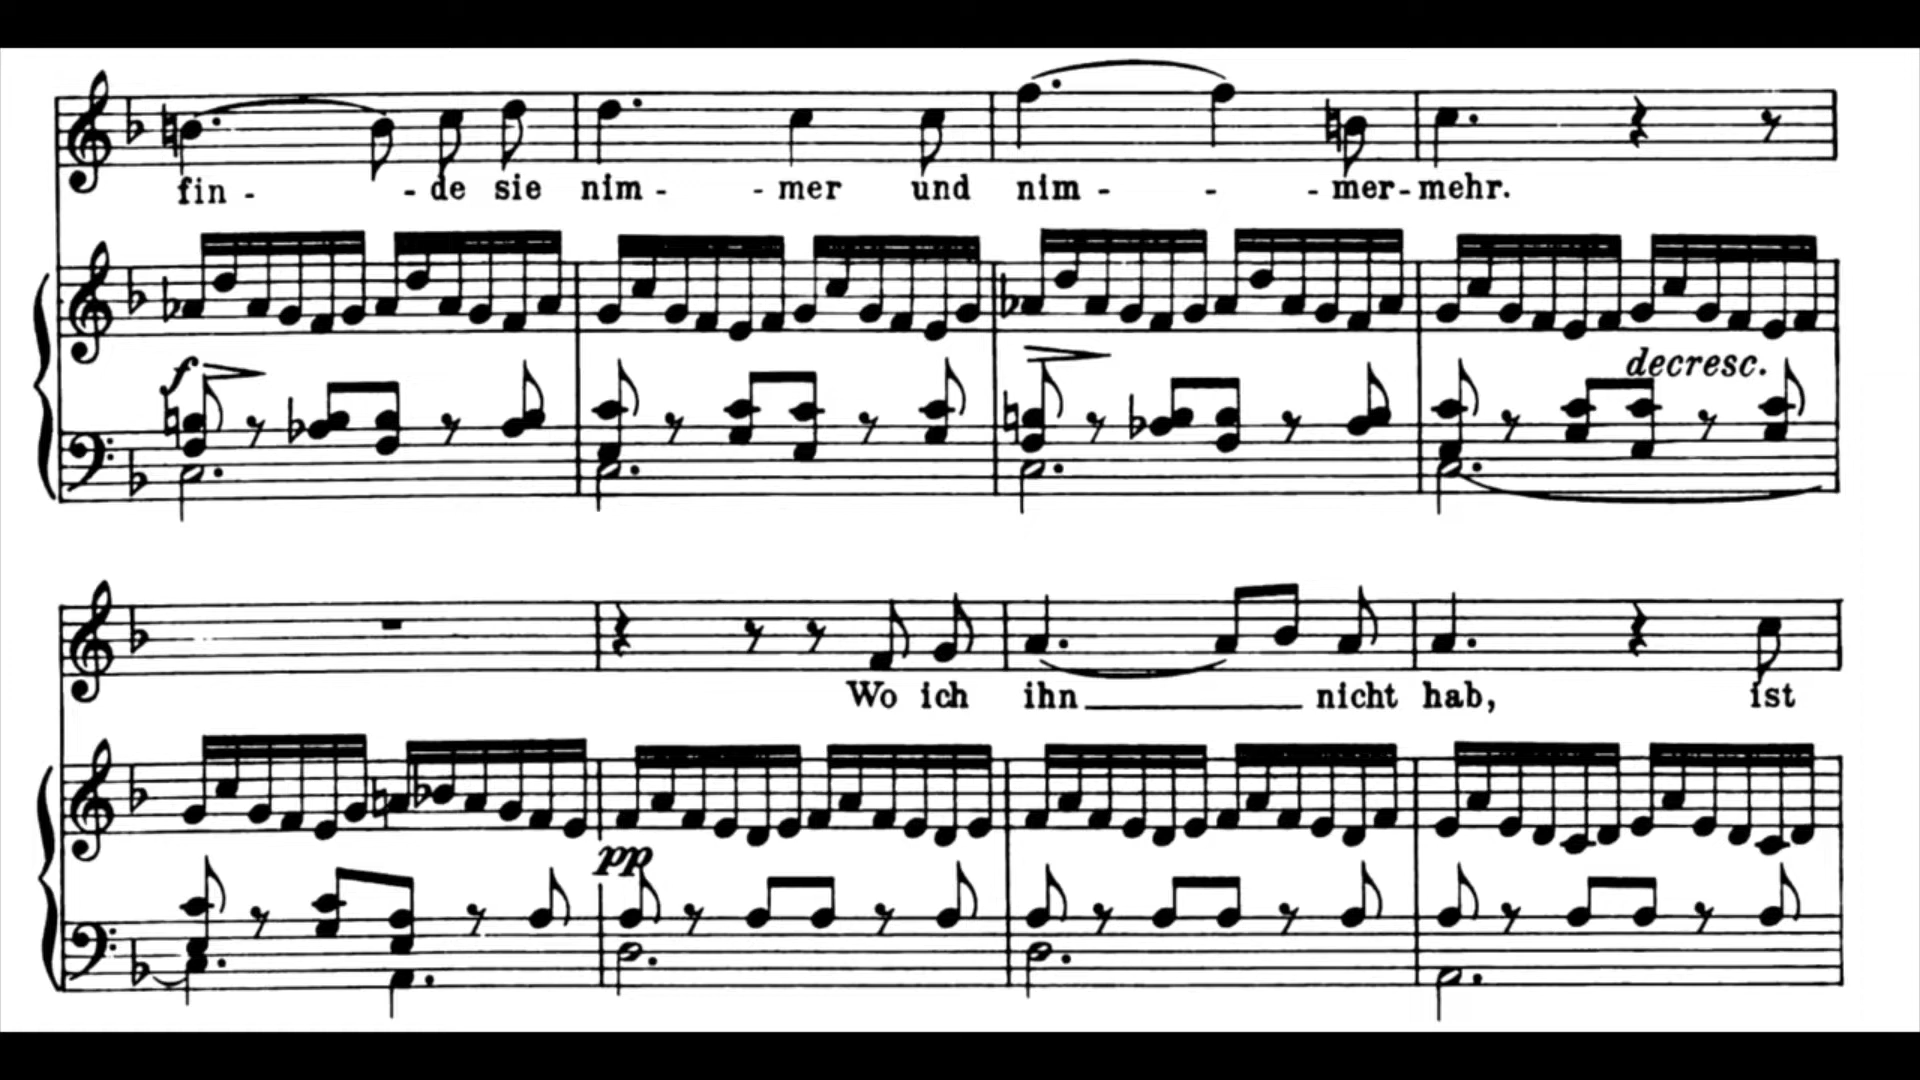 fin - - de sie nim - - mer und nim - - - mer-mehr.
f
decresc.
Wo ich ihn nicht hab, ist
pp